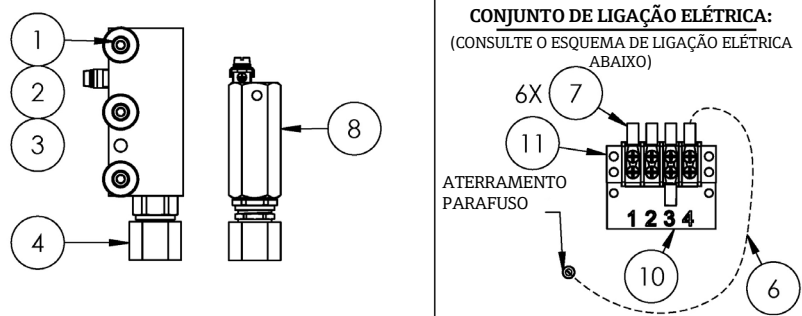 1
2
3
4
8
CONJUNTO DE LIGAÇÃO ELÉTRICA:
(CONSULTE O ESQUEMA DE LIGAÇÃO ELÉTRICA
ABAIXO)
6X 7
11
ATERRAMENTO
PARAFUSO
1 2 3 4
10
6